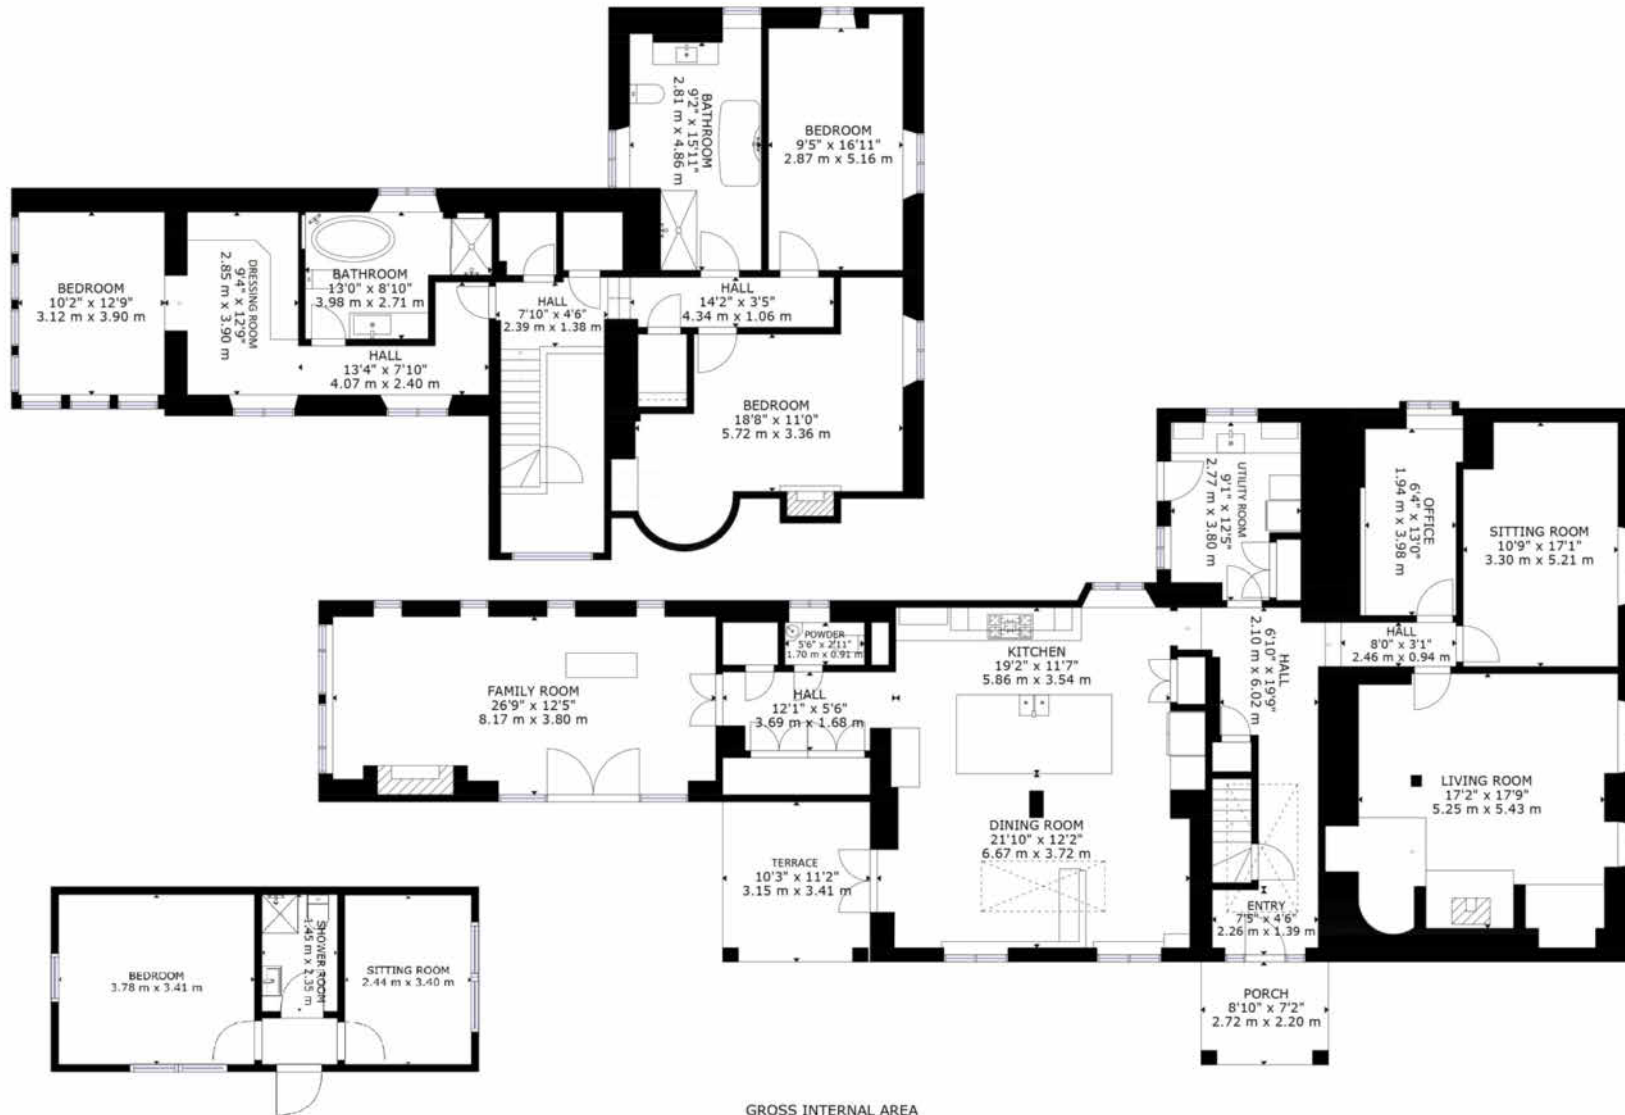 BATHROOM
9'2" x 15'11"
2.81 m x 4.86 m
BEDROOM
9'5" x 16'11"
2.87 m x 5.16 m
BEDROOM
10'2" x 12'9"
3.12 m x 3.90 m
DRESSING ROOM
9'4" x 12'9"
2.85 m x 3.90 m
BATHROOM
13'0" x 8'10"
3.98 m x 2.71 m
HALL
13'4" x 7'10"
4.07 m x 2.40 m
HALL
7'10" x 4'6"
2.39 m x 1.38 m
HALL
14'2" x 3'5"
4.34 m x 1.06 m
BEDROOM
18'8" x 11'0"
5.72 m x 3.36 m
UTILITY ROOM
9'1" x 12'5"
2.77 m x 3.80 m
OFFICE
6'4" x 13'0"
1.94 m x 3.98 m
SITTING ROOM
10'9" x 17'1"
3.30 m x 5.21 m
FAMILY ROOM
26'9" x 12'5"
8.17 m x 3.80 m
POWDER
5'6" x 2'11"
1.70 m x 0.91 m
HALL
12'1" x 5'6"
3.69 m x 1.68 m
KITCHEN
19'2" x 11'7"
5.86 m x 3.54 m
HALL
6'10" x 19'9"
2.10 m x 6.02 m
HALL
8'0" x 3'1"
2.46 m x 0.94 m
LIVING ROOM
17'2" x 17'9"
5.25 m x 5.43 m
DINING ROOM
21'10" x 12'2"
6.67 m x 3.72 m
TERRACE
10'3" x 11'2"
3.15 m x 3.41 m
ENTRY
7'5" x 4'6"
2.26 m x 1.39 m
PORCH
8'10" x 7'2"
2.72 m x 2.20 m
BEDROOM
3.78 m x 3.41 m
SHOWER ROOM
1.45 m x 2.35 m
SITTING ROOM
2.44 m x 3.40 m
GROSS INTERNAL AREA